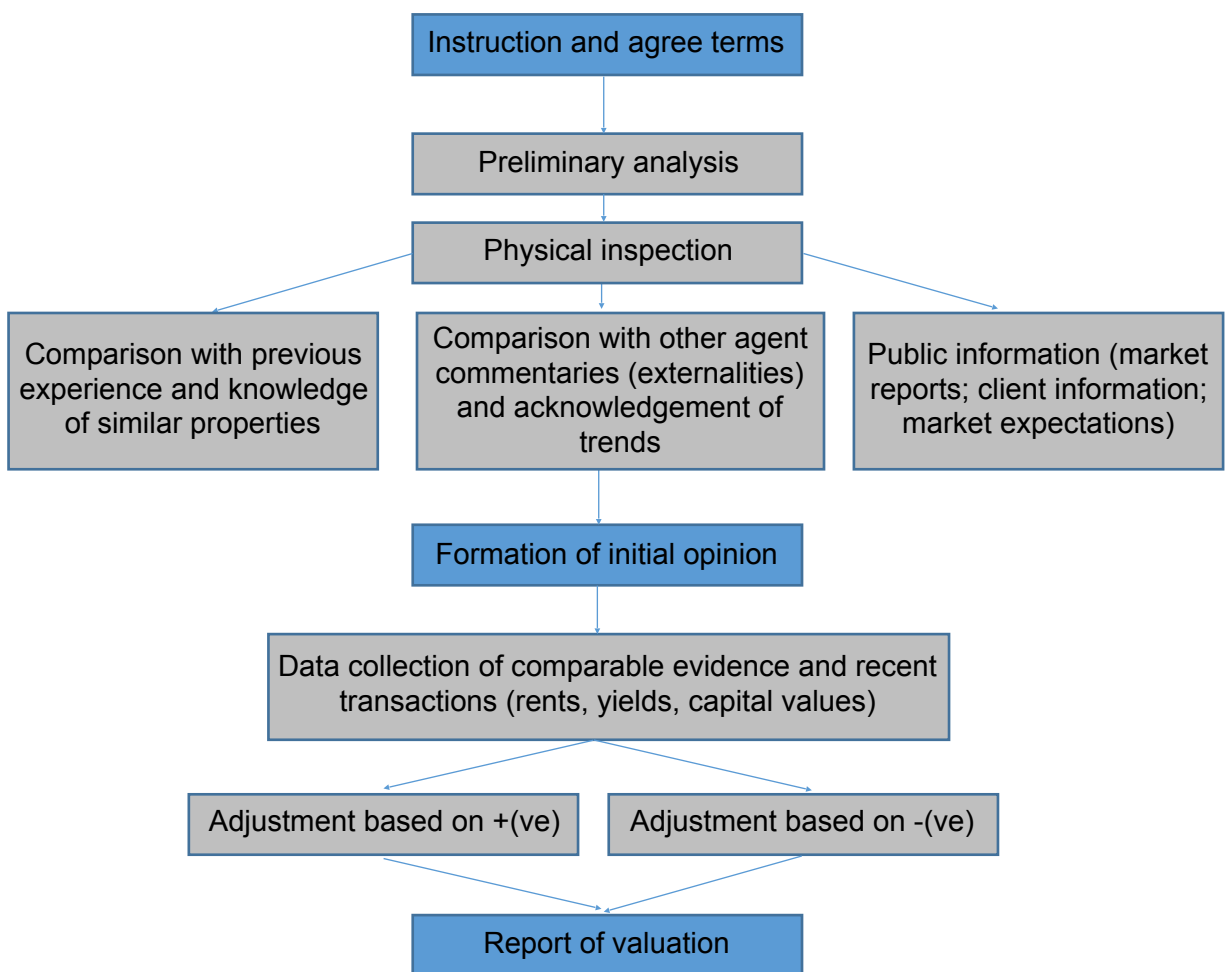 Instruction and agree terms
Preliminary analysis
Physical inspection
Comparison with previous
experience and knowledge
of similar properties
Comparison with other agent
commentaries (externalities)
and acknowledgement of
trends
Public information (market
reports; client information;
market expectations)
Formation of initial opinion
Data collection of comparable evidence and recent
transactions (rents, yields, capital values)
Adjustment based on +(ve)
Adjustment based on -(ve)
Report of valuation